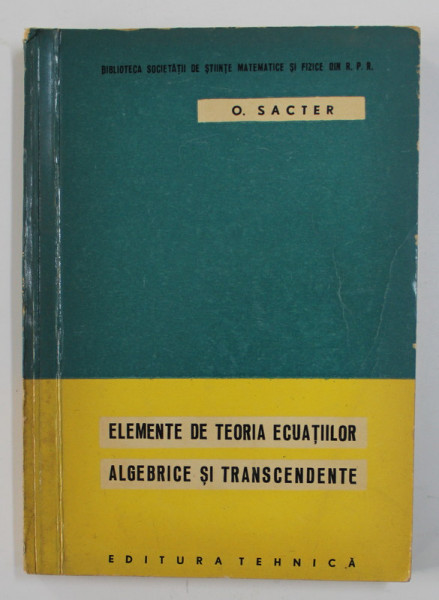 BIBLIOTECA SOCIETĂȚII DE ȘTIINȚE MATEMATICE ȘI FIZICE DIN R. P. R.
O. SACTER
ELEMENTE DE TEORIA ECUAȚIILOR
ALGEBRICE ȘI TRANSCENDENTE
EDITURA TEHNICĂ